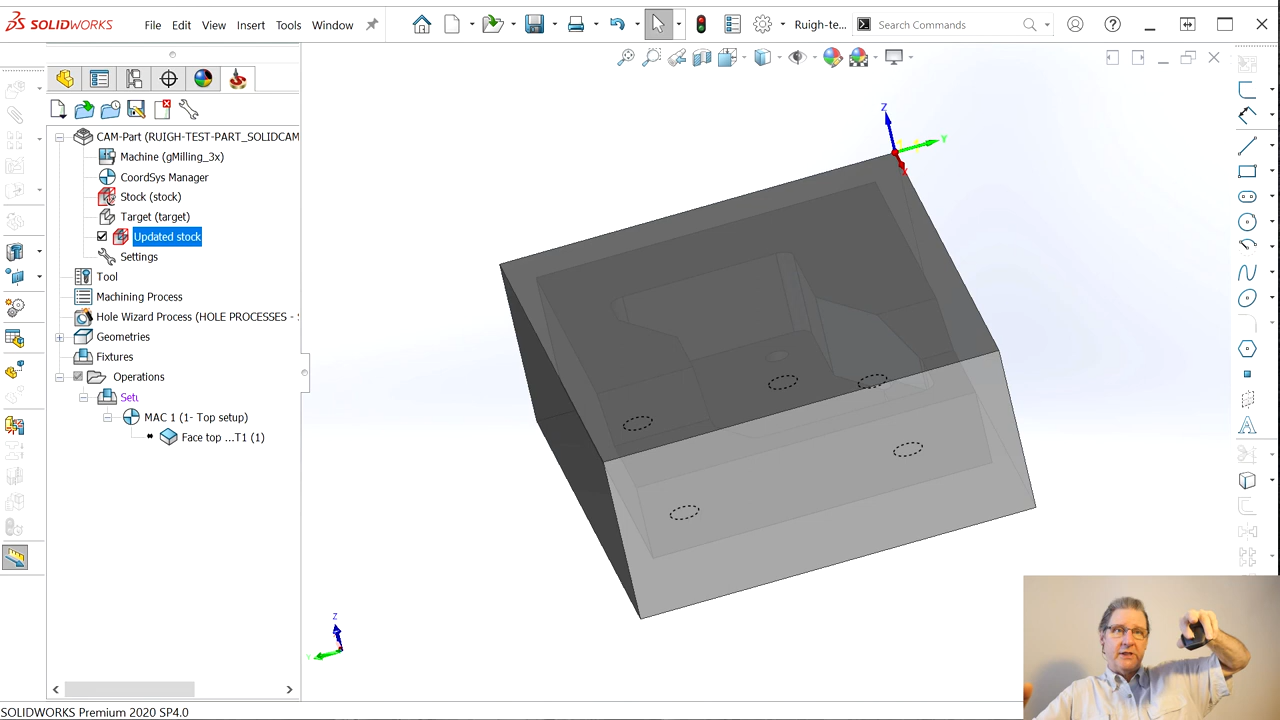 SOLIDWORKS File Edit View Insert Tools Window Ruigh-te... Search Commands
CAM-Part (RUIGH-TEST-PART_SOLIDCAM
Machine (gMilling_3x)
CoordSys Manager
Stock (stock)
Target (target)
Updated stock
Settings
Tool
Machining Process
Hole Wizard Process (HOLE PROCESSES -
Geometries
Fixtures
Operations
Setu
MAC 1 (1- Top setup)
Face top ...T1 (1)
Z
Y
X
Z
Y
SOLIDWORKS Premium 2020 SP4.0